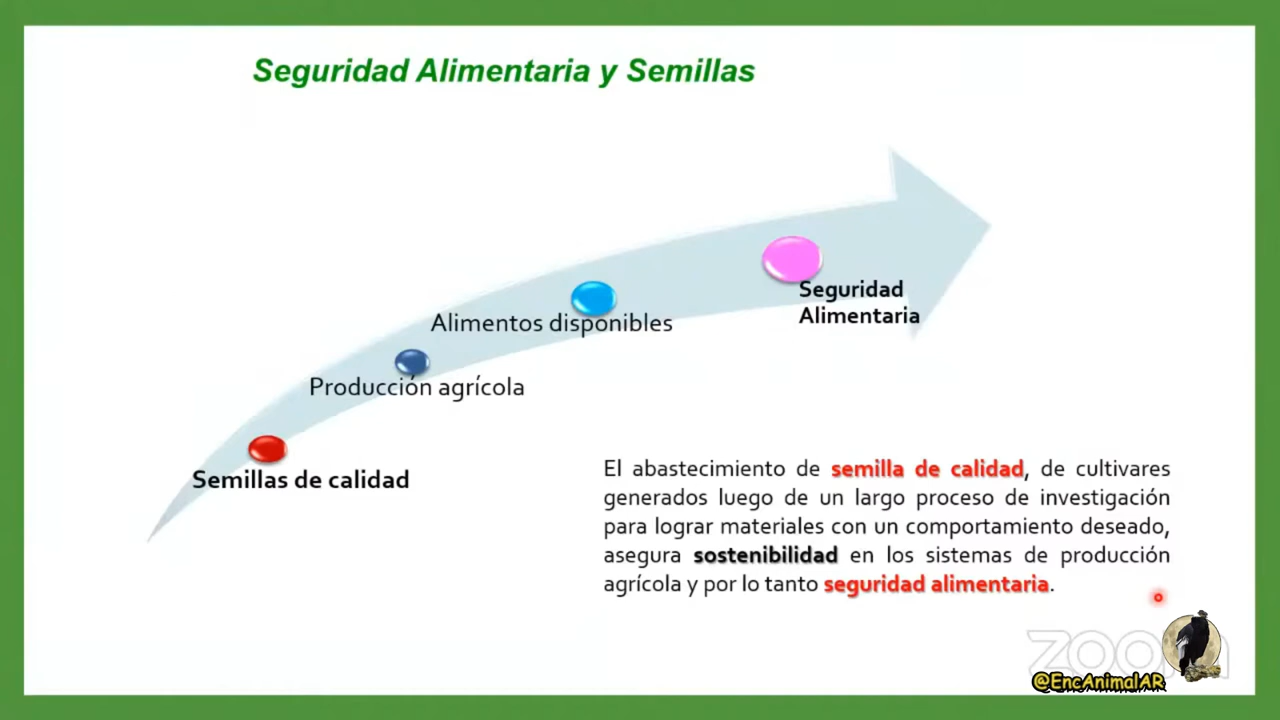 Seguridad Alimentaria y Semillas
Seguridad
Alimentaria
Alimentos disponibles
Producción agrícola
Semillas de calidad
El abastecimiento de semilla de calidad, de cultivares
generados luego de un largo proceso de investigación
para lograr materiales con un comportamiento deseado,
asegura sostenibilidad en los sistemas de producción
agrícola y por lo tanto seguridad alimentaria.
zoom
@EncAnimalAR